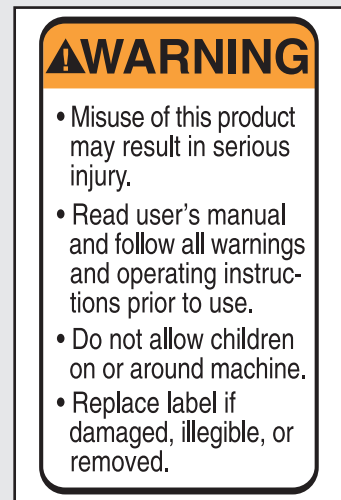 WARNING
• Misuse of this product
may result in serious
injury.
• Read user's manual
and follow all warnings
and operating instruc-
tions prior to use.
• Do not allow children
on or around machine.
• Replace label if
damaged, illegible, or
removed.